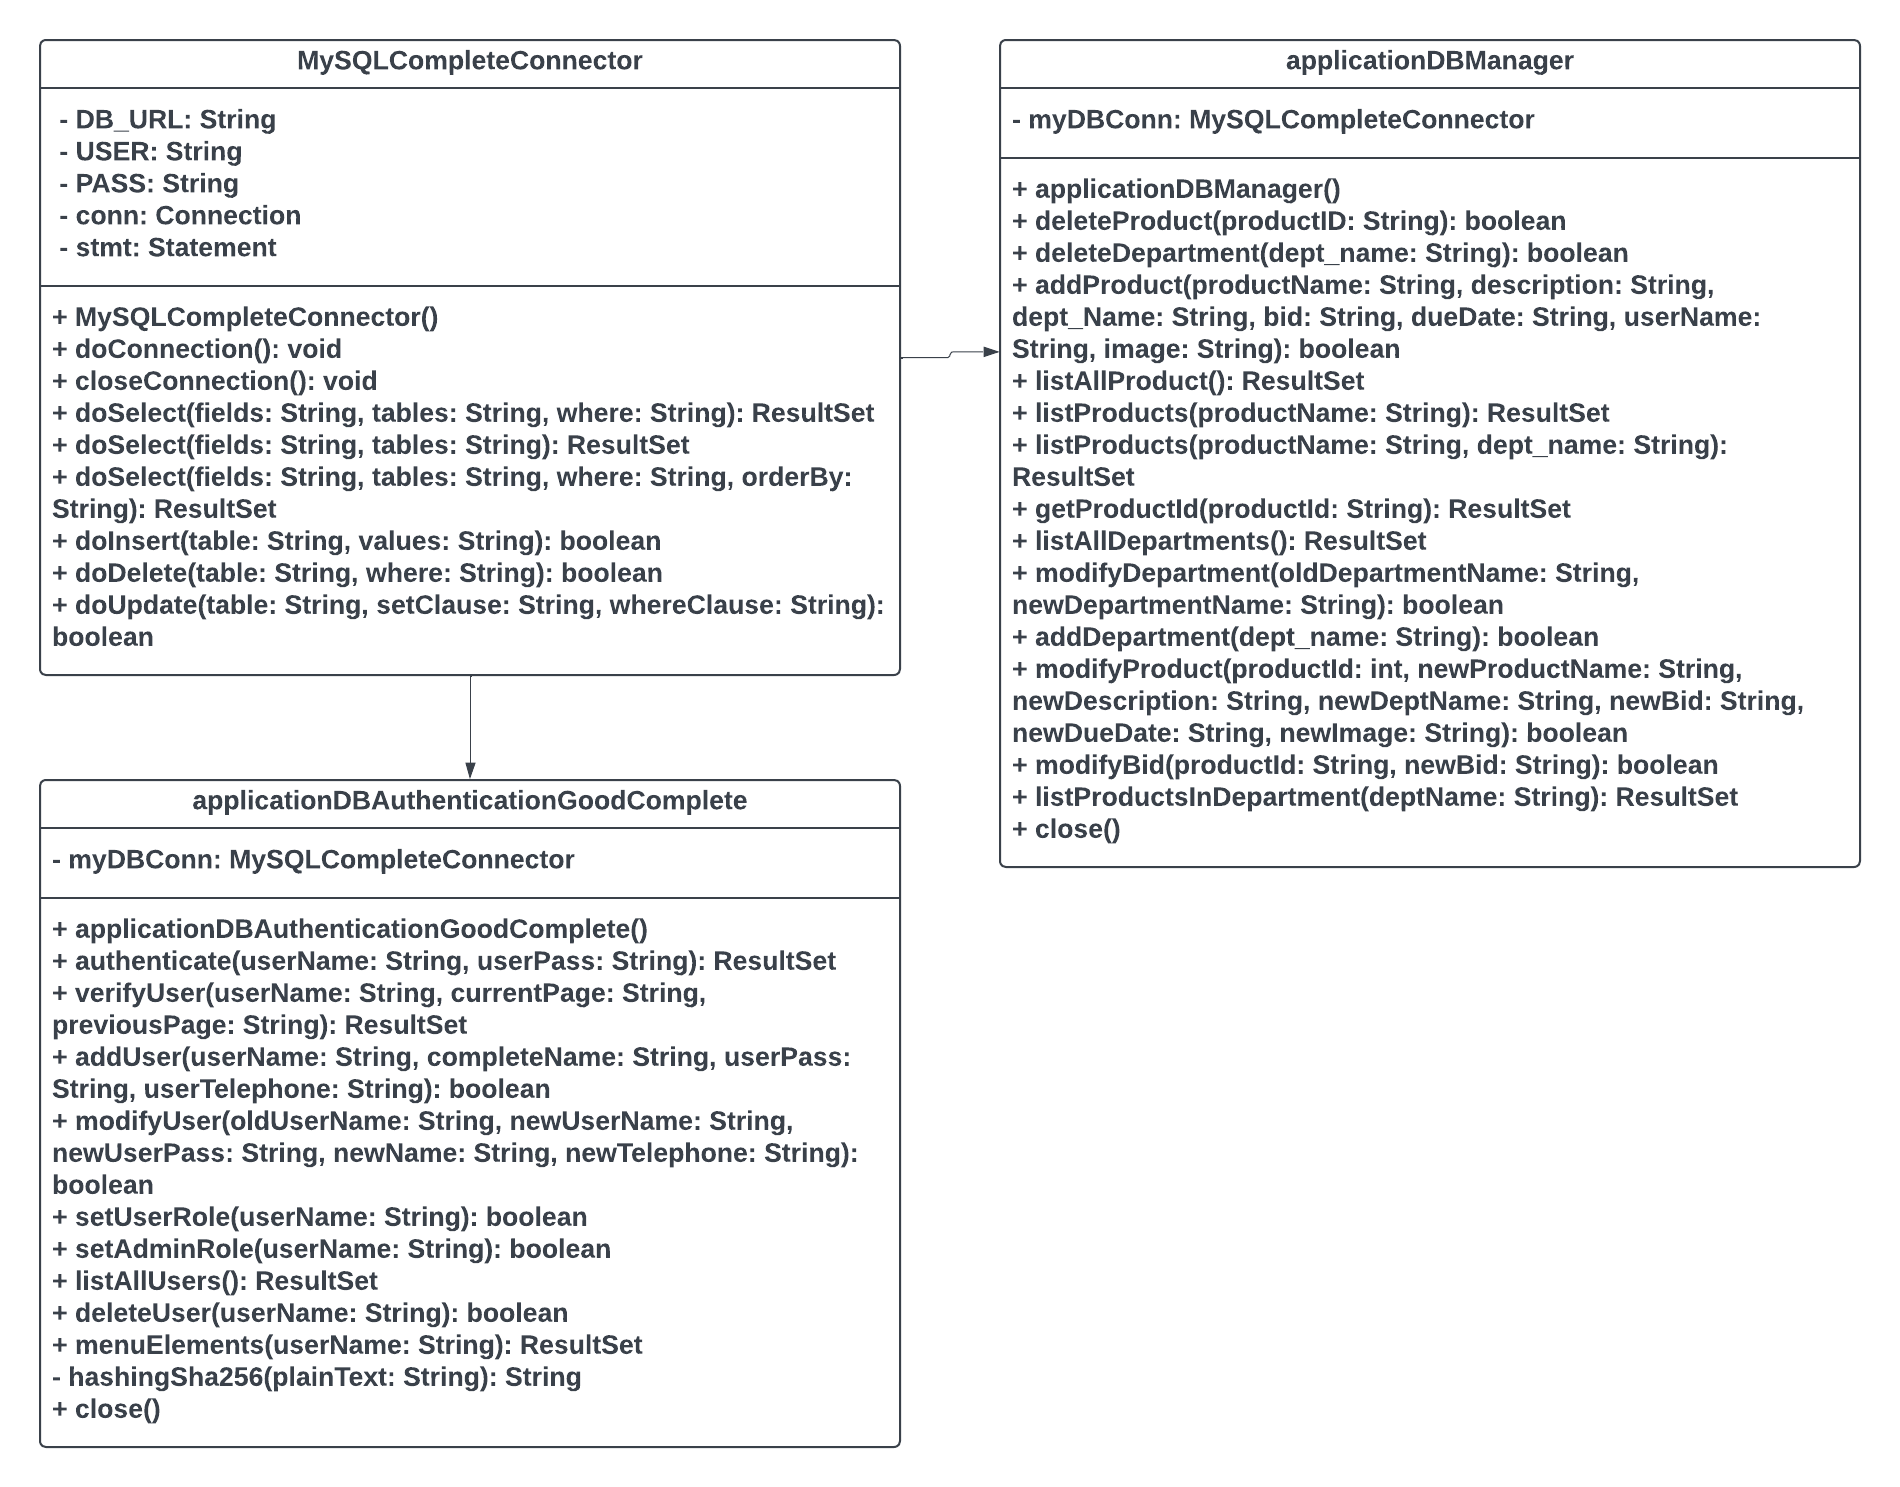 MySQLCompleteConnector
- DB_URL: String
- USER: String
- PASS: String
- conn: Connection
- stmt: Statement
+ MySQLCompleteConnector()
+ doConnection(): void
+ closeConnection(): void
+ doSelect(fields: String, tables: String, where: String): ResultSet
+ doSelect(fields: String, tables: String): ResultSet
+ doSelect(fields: String, tables: String, where: String, orderBy:
String): ResultSet
+ doInsert(table: String, values: String): boolean
+ doDelete(table: String, where: String): boolean
+ doUpdate(table: String, setClause: String, whereClause: String):
boolean
applicationDBManager
- myDBConn: MySQLCompleteConnector
+ applicationDBManager()
+ deleteProduct(productID: String): boolean
+ deleteDepartment(dept_name: String): boolean
+ addProduct(productName: String, description: String,
dept_Name: String, bid: String, dueDate: String, userName:
String, image: String): boolean
+ listAllProduct(): ResultSet
+ listProducts(productName: String): ResultSet
+ listProducts(productName: String, dept_name: String):
ResultSet
+ getProductId(productId: String): ResultSet
+ listAllDepartments(): ResultSet
+ modifyDepartment(oldDepartmentName: String,
newDepartmentName: String): boolean
+ addDepartment(dept_name: String): boolean
+ modifyProduct(productId: int, newProductName: String,
newDescription: String, newDeptName: String, newBid: String,
newDueDate: String, newImage: String): boolean
+ modifyBid(productId: String, newBid: String): boolean
+ listProductsInDepartment(deptName: String): ResultSet
+ close()
applicationDBAuthenticationGoodComplete
- myDBConn: MySQLCompleteConnector
+ applicationDBAuthenticationGoodComplete()
+ authenticate(userName: String, userPass: String): ResultSet
+ verifyUser(userName: String, currentPage: String,
previousPage: String): ResultSet
+ addUser(userName: String, completeName: String, userPass:
String, userTelephone: String): boolean
+ modifyUser(oldUserName: String, newUserName: String,
newUserPass: String, newName: String, newTelephone: String):
boolean
+ setUserRole(userName: String): boolean
+ setAdminRole(userName: String): boolean
+ listAllUsers(): ResultSet
+ deleteUser(userName: String): boolean
+ menuElements(userName: String): ResultSet
- hashingSha256(plainText: String): String
+ close()